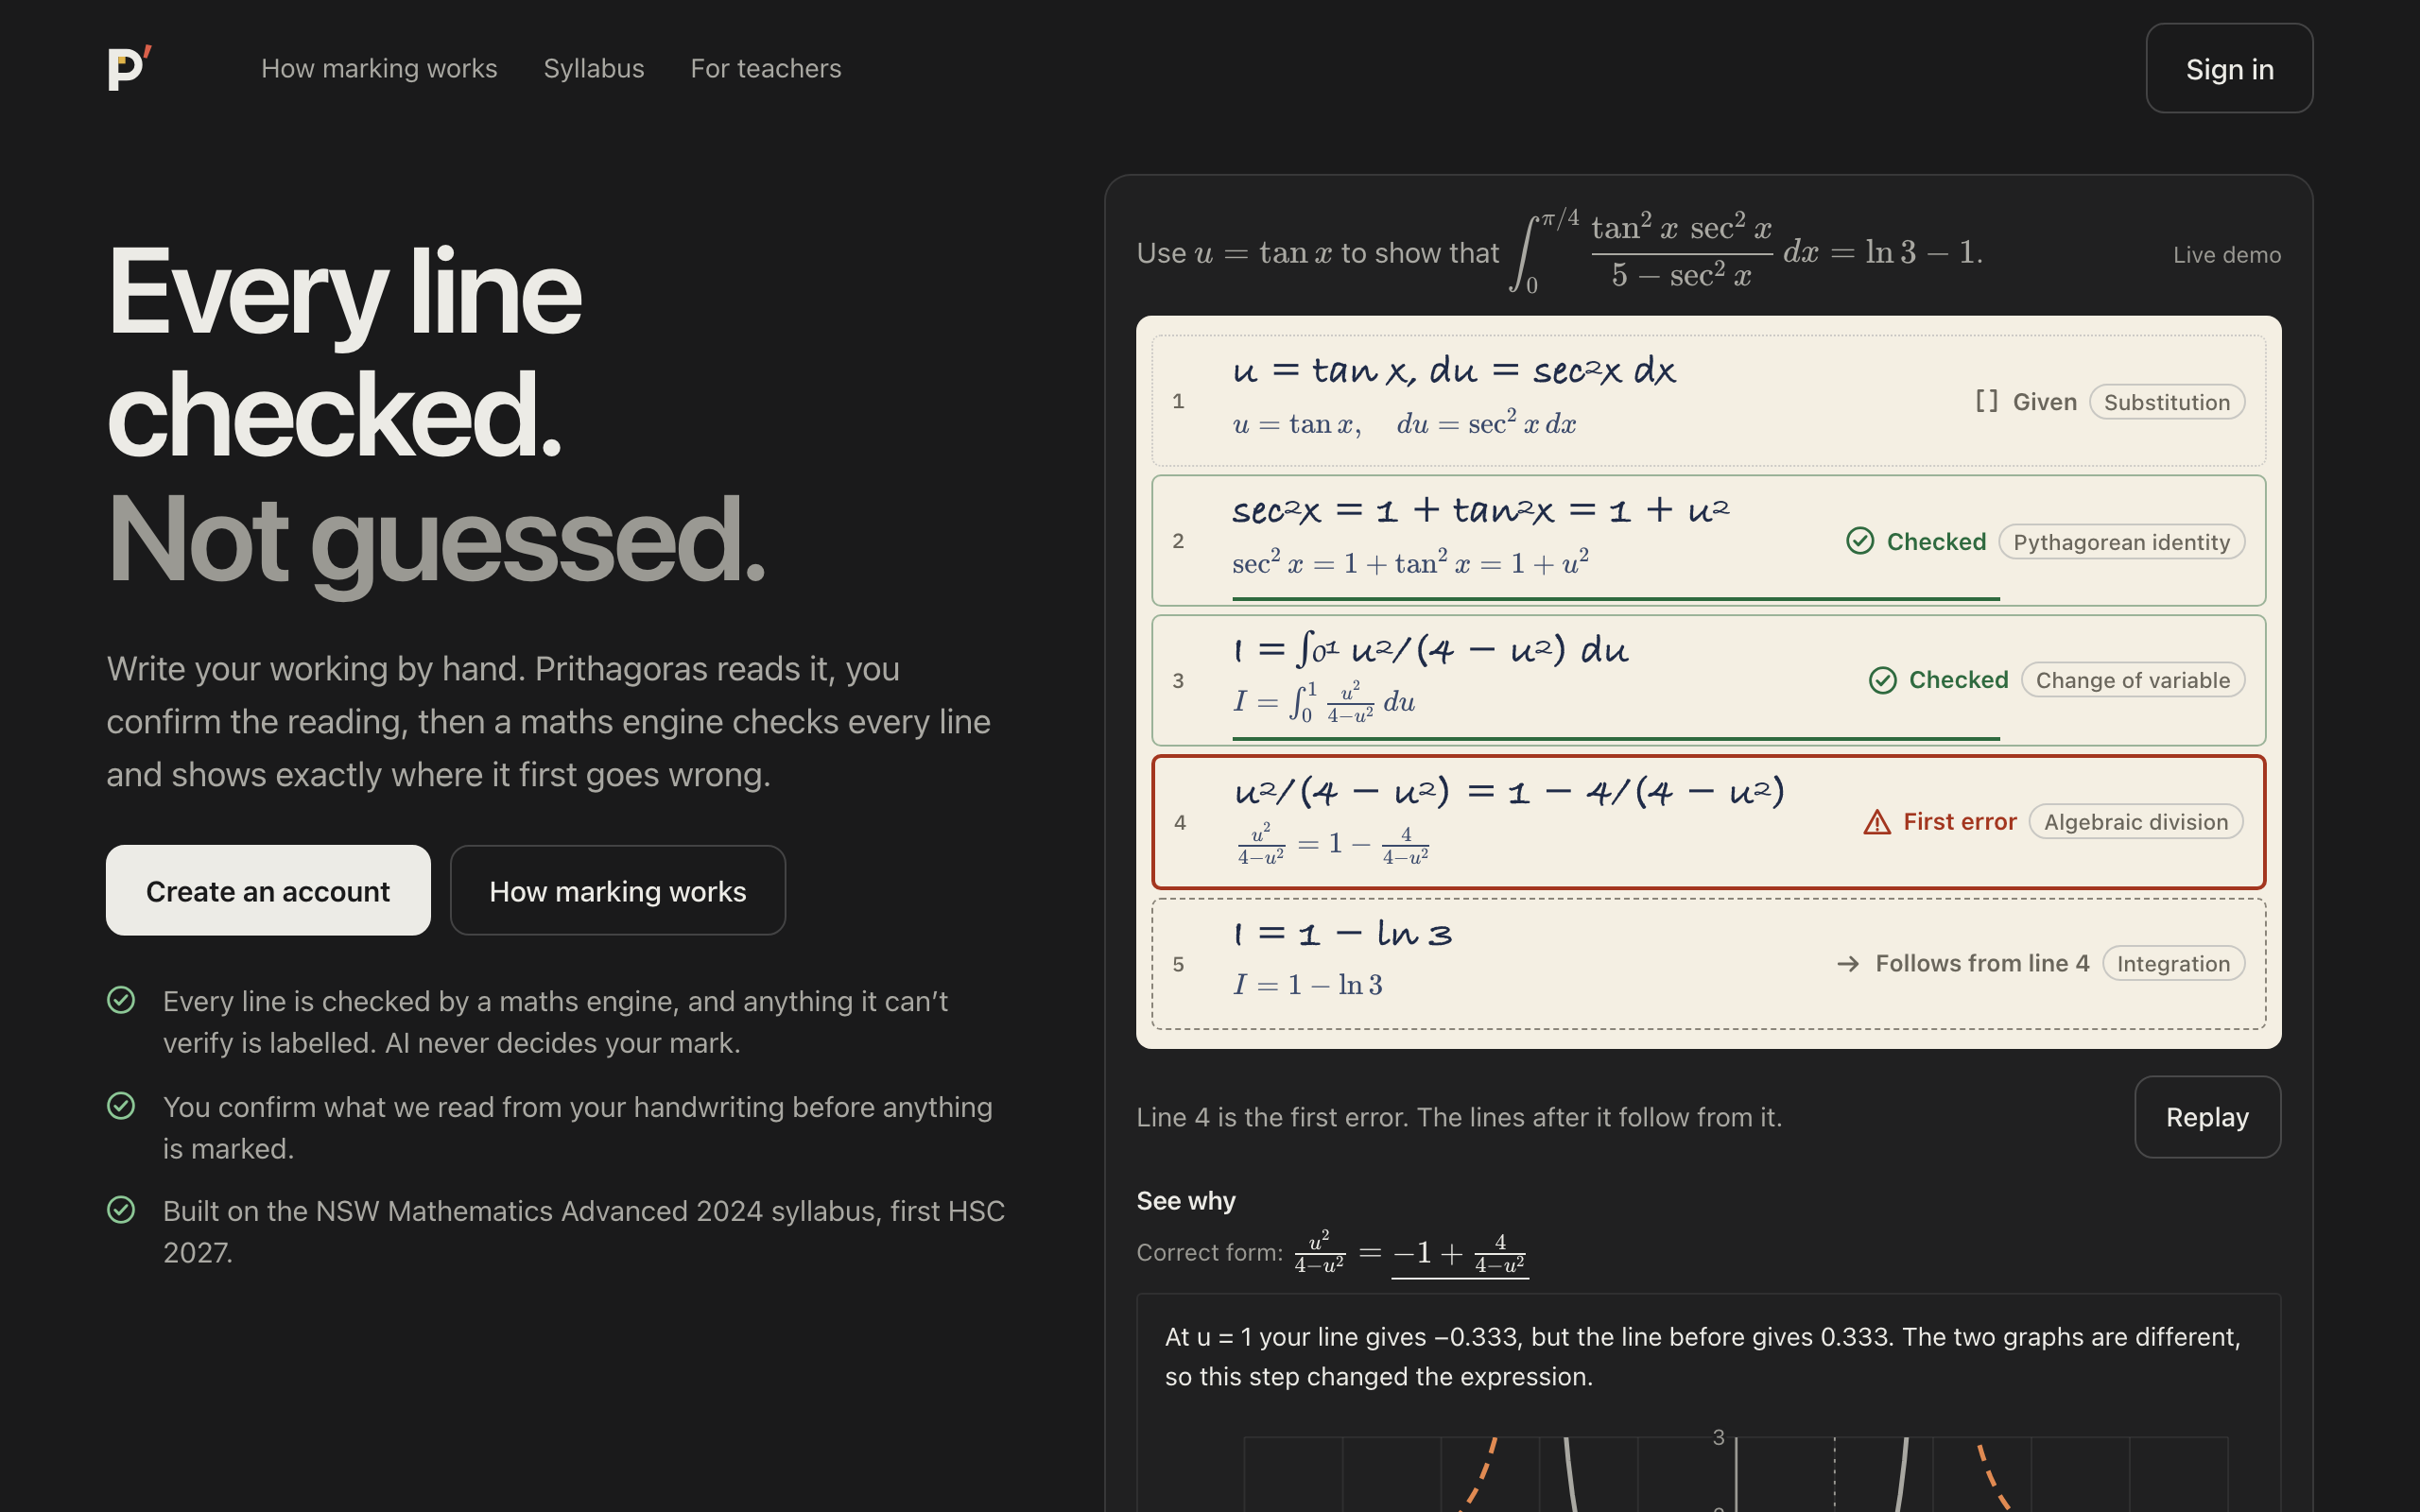 P′
How marking works
Syllabus
For teachers
Sign in
Every line
checked.
Not guessed.
Write your working by hand. Prithagoras reads it, you
confirm the reading, then a maths engine checks every line
and shows exactly where it first goes wrong.
Create an account
How marking works
Every line is checked by a maths engine, and anything it can’t
verify is labelled. AI never decides your mark.
You confirm what we read from your handwriting before anything
is marked.
Built on the NSW Mathematics Advanced 2024 syllabus, first HSC
2027.
Use u = tan x to show that ∫₀^(π/4) (tan² x sec² x)/(5 − sec² x) dx = ln 3 − 1.
Live demo
1
u = tan x, du = sec²x dx
u = tan x, du = sec² x dx
[] Given
Substitution
2
sec²x = 1 + tan²x = 1 + u²
sec² x = 1 + tan² x = 1 + u²
Checked
Pythagorean identity
3
I = ∫₀¹ u²/(4 − u²) du
I = ∫₀¹ u²/(4−u²) du
Checked
Change of variable
4
u²/(4 − u²) = 1 − 4/(4 − u²)
u²/(4−u²) = 1 − 4/(4−u²)
First error
Algebraic division
5
I = 1 − ln 3
I = 1 − ln 3
→ Follows from line 4
Integration
Line 4 is the first error. The lines after it follow from it.
Replay
See why
Correct form: u²/(4−u²) = −1 + 4/(4−u²)
At u = 1 your line gives −0.333, but the line before gives 0.333. The two graphs are different,
so this step changed the expression.
3